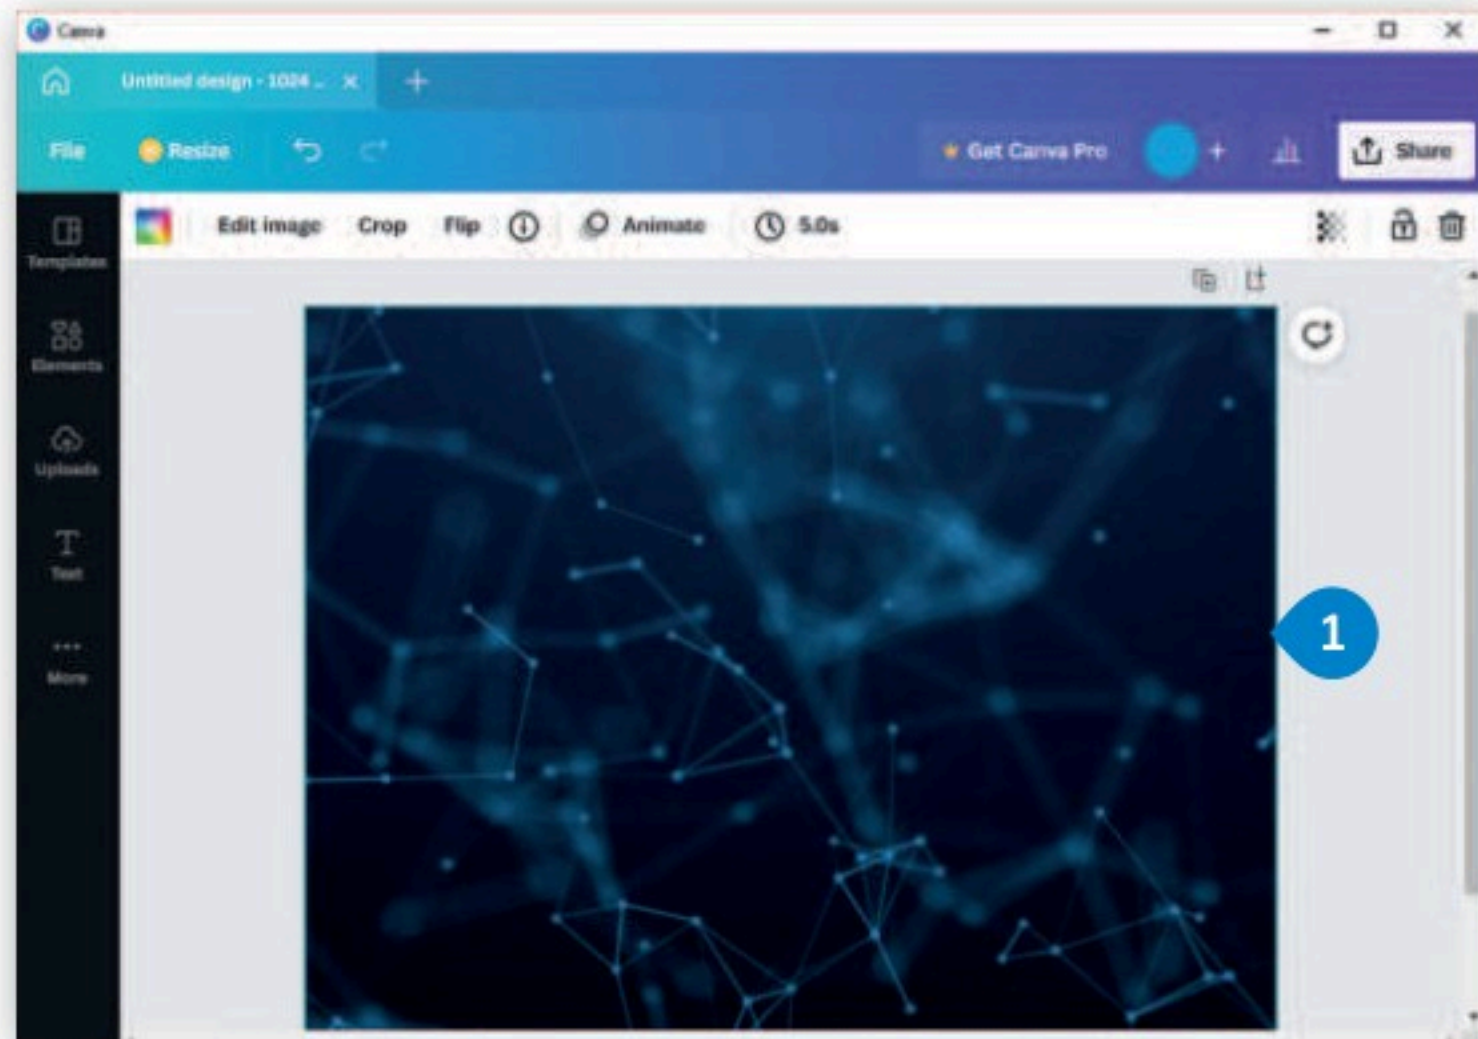 Canva
Untitled design - 1024 ..
File Resize Get Canva Pro + Share
Edit image Crop Flip Animate 5.0s
Templates
Elements
Uploads
Text
More
1